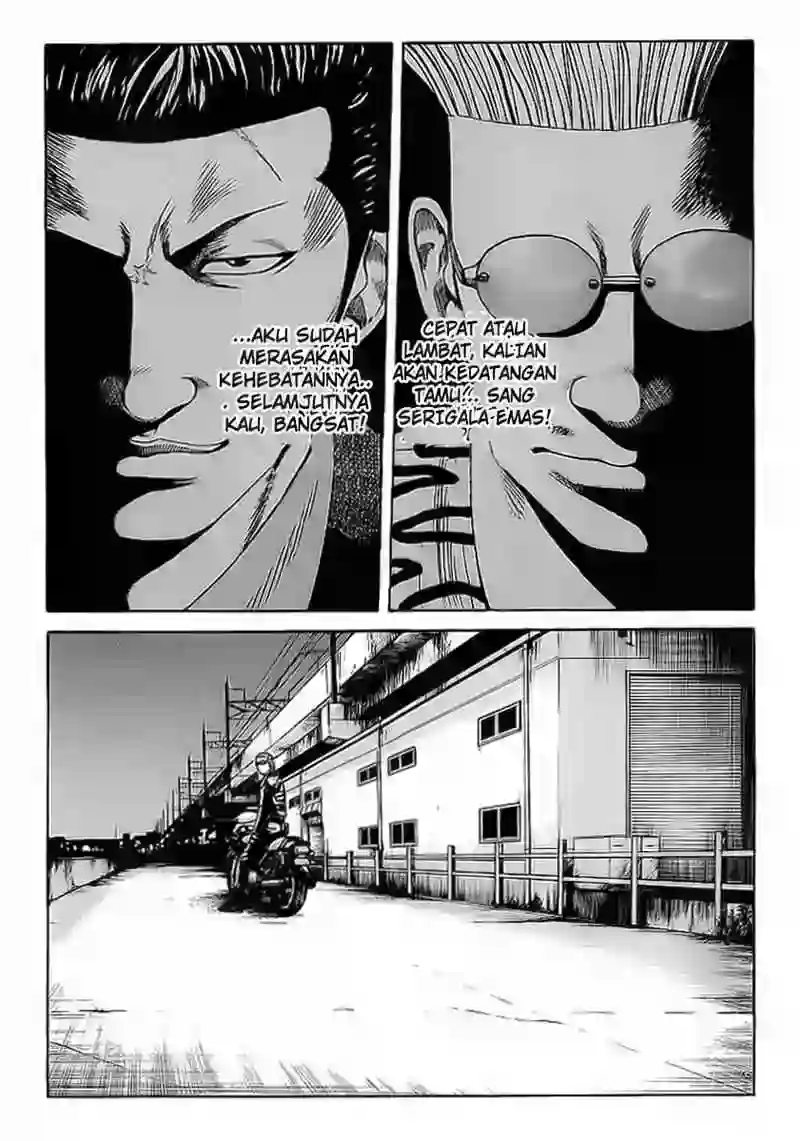 CEPAT ATAU
LAMBAT, KALIAN
AKAN KEDATANGAN
TAMU!.. SANG
SERIGALA EMAS!
...AKU SUDAH
MERASAKAN
KEHEBATANNYA..
. SELAMJUTNYA
KAU, BANGSAT!